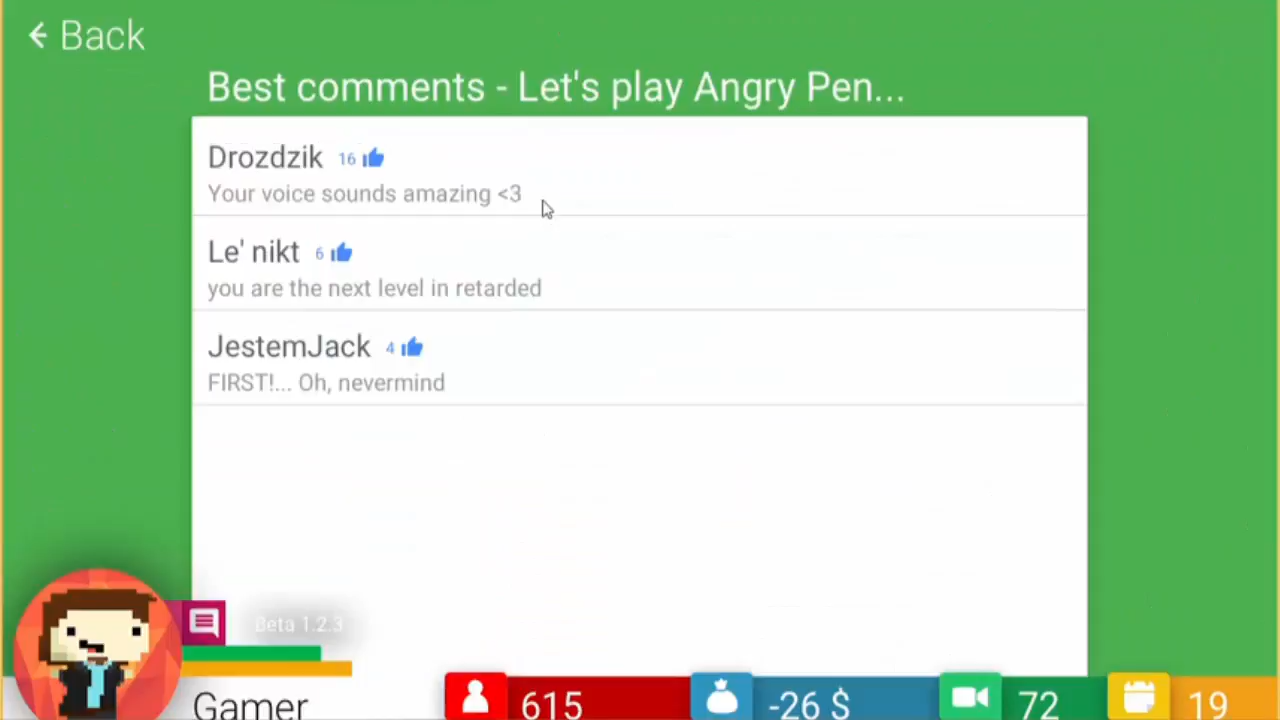 Back
Best comments - Let's play Angry Pen...
Drozdzik 16
Your voice sounds amazing <3
Le' nikt 6
you are the next level in retarded
JestemJack 4
FIRST!... Oh, nevermind
Beta 1.2.3
Gamer 615 -26 $ 72 19